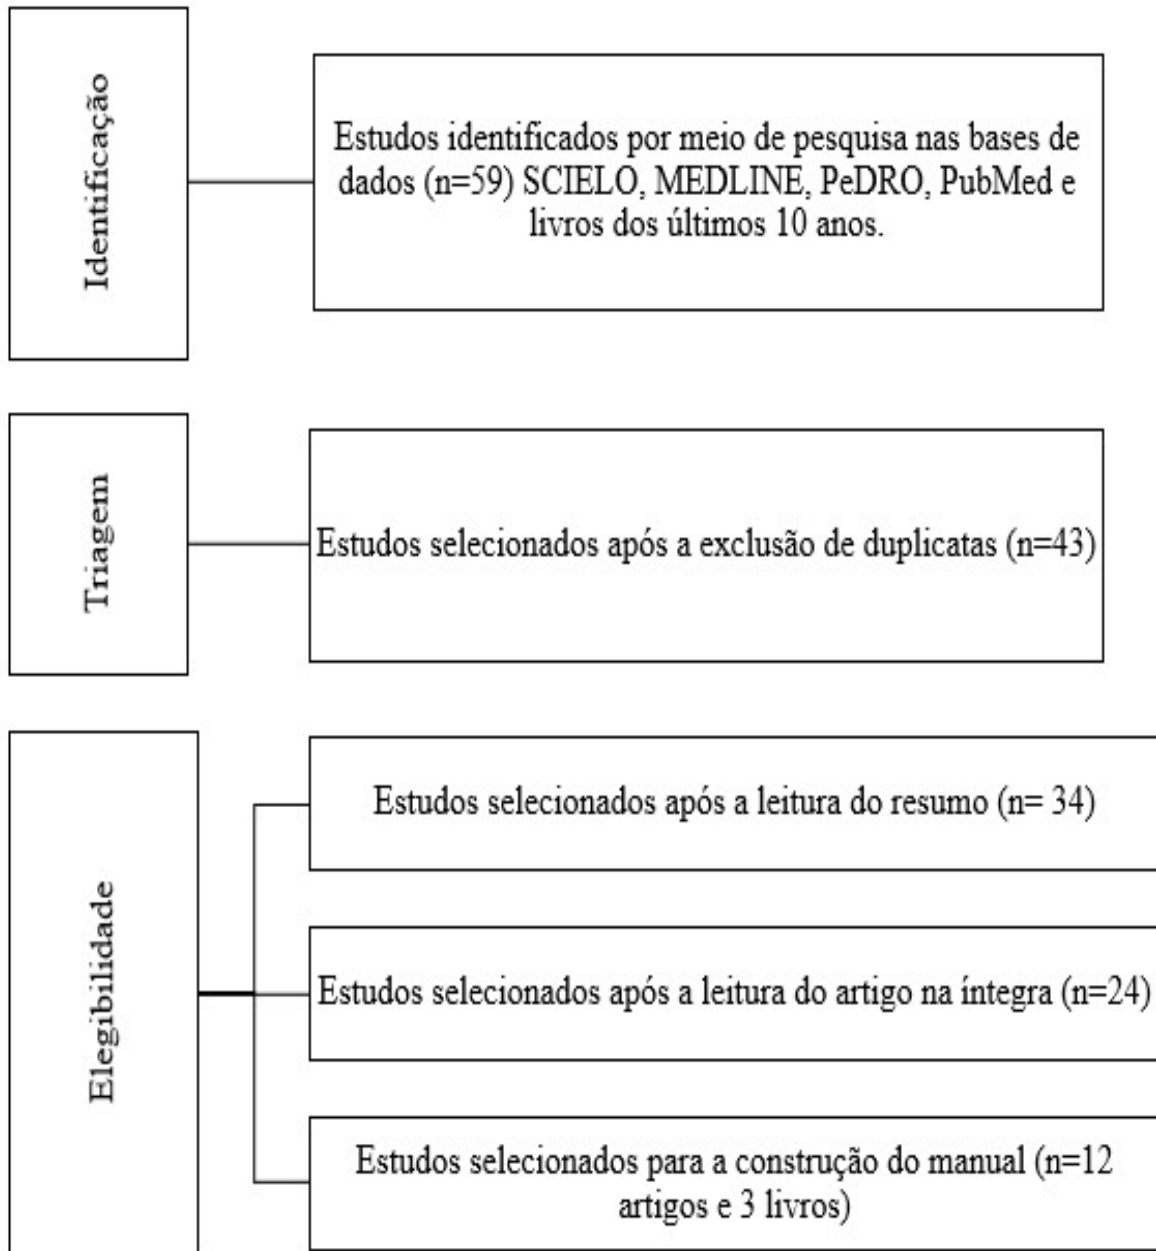 Identificação
Estudos identificados por meio de pesquisa nas bases de
dados (n=59) SCIELO, MEDLINE, PeDRO, PubMed e
livros dos últimos 10 anos.
Triagem
Estudos selecionados após a exclusão de duplicatas (n=43)
Elegibilidade
Estudos selecionados após a leitura do resumo (n= 34)
Estudos selecionados após a leitura do artigo na íntegra (n=24)
Estudos selecionados para a construção do manual (n=12
artigos e 3 livros)